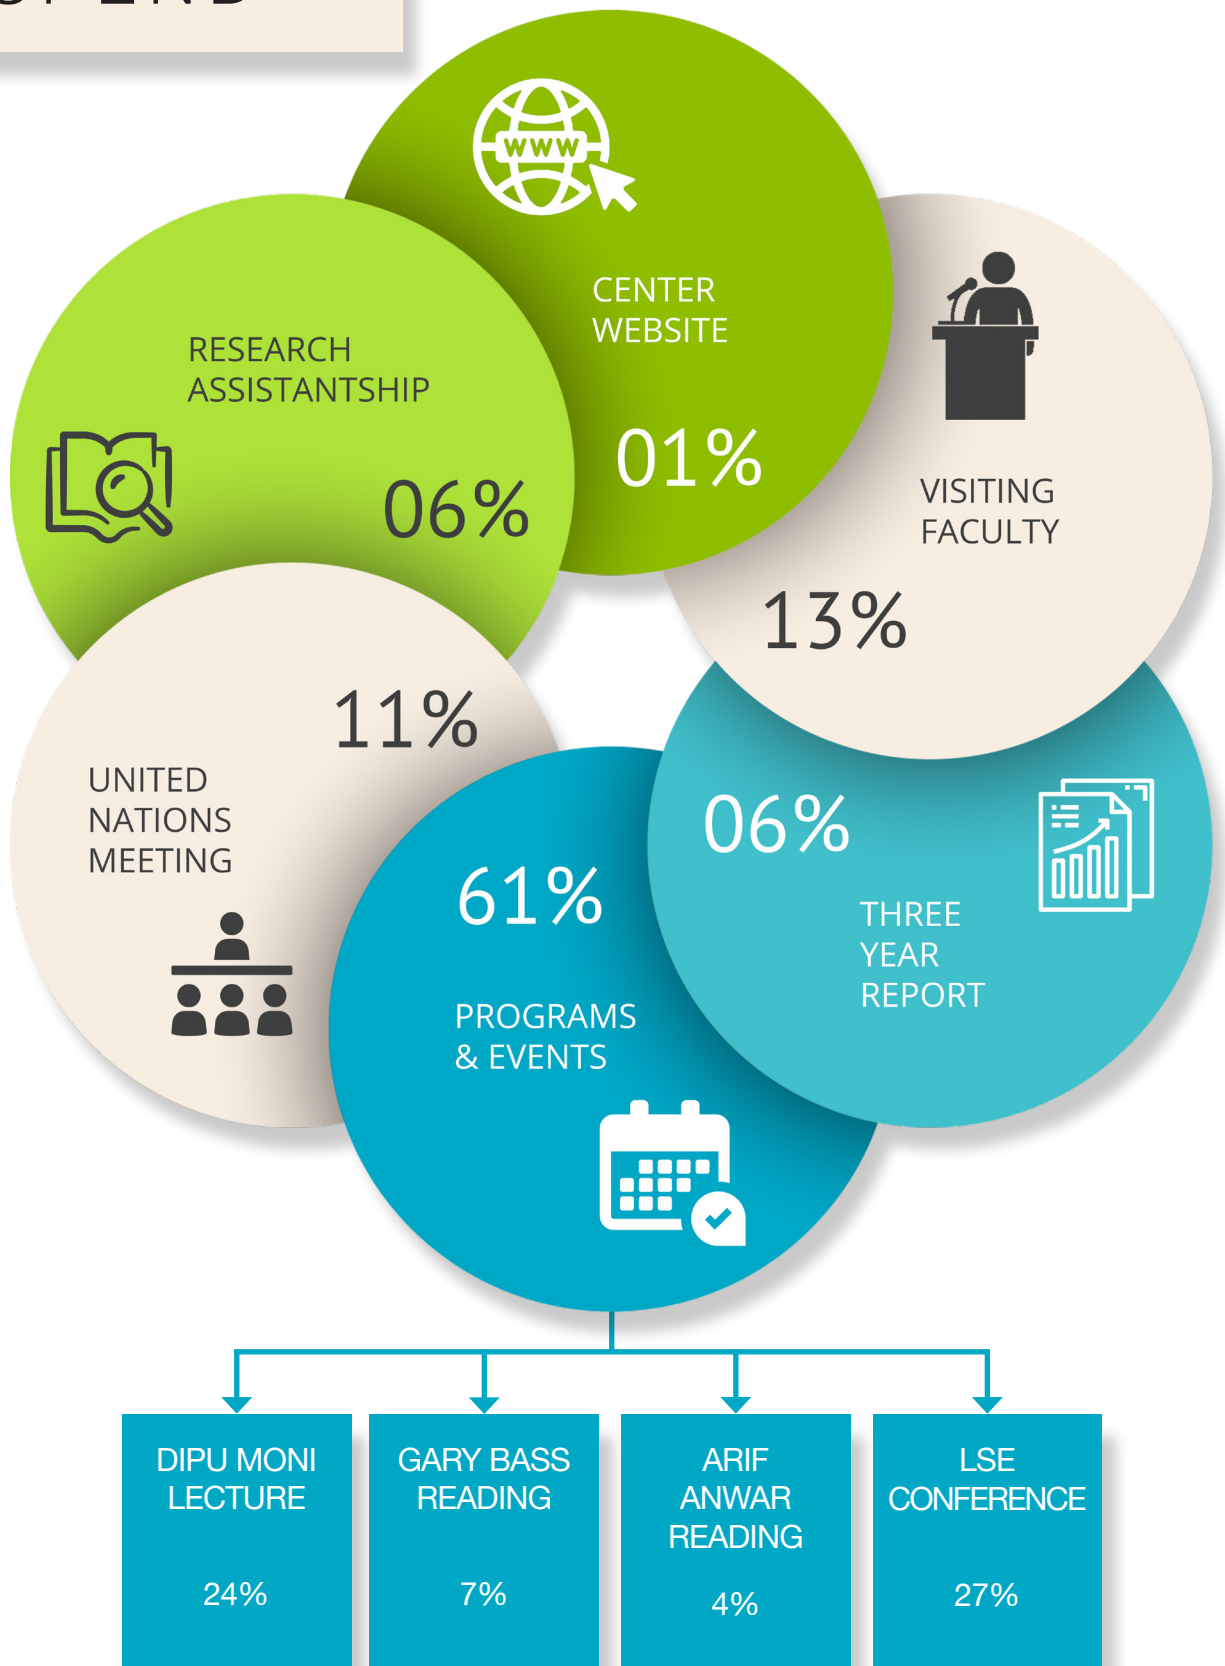 WWW
CENTER
WEBSITE
01%
RESEARCH
ASSISTANTSHIP
06%
VISITING
FACULTY
13%
11%
UNITED
NATIONS
MEETING
61%
PROGRAMS
& EVENTS
06%
THREE
YEAR
REPORT
DIPU MONI
LECTURE
24%
GARY BASS
READING
7%
ARIF
ANWAR
READING
4%
LSE
CONFERENCE
27%